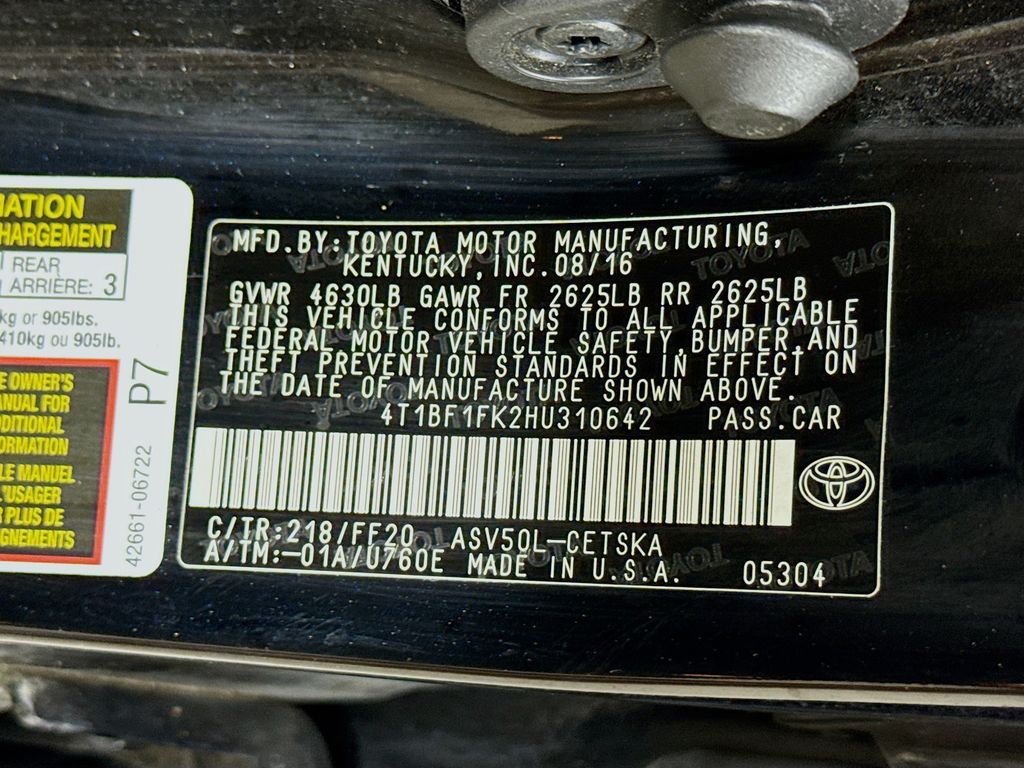 MATION
HARGEMENT
REAR
ARRIÈRE: 3
kg or 905lbs.
410kg ou 905lb.
E OWNER'S
ANUAL FOR
DDITIONAL
FORMATION
LE MANUEL
L'USAGER
R PLUS DE
IGNEMENTS
P7
42661-06722
MFD.BY:TOYOTA MOTOR MANUFACTURING,
KENTUCKY,INC.08/16
GVWR 4630LB GAWR FR 2625LB RR 2625LB
THIS VEHICLE CONFORMS TO ALL APPLICABLE
FEDERAL MOTOR VEHICLE SAFETY,BUMPER,AND
THEFT PREVENTION STANDARDS IN EFFECT ON
THE DATE OF MANUFACTURE SHOWN ABOVE.
4T1BF1FK2HU310642 PASS.CAR
C/TR:218/FF20 ASV50L-CETSKA
A/TM:-01A/U760E MADE IN U.S.A. 05304